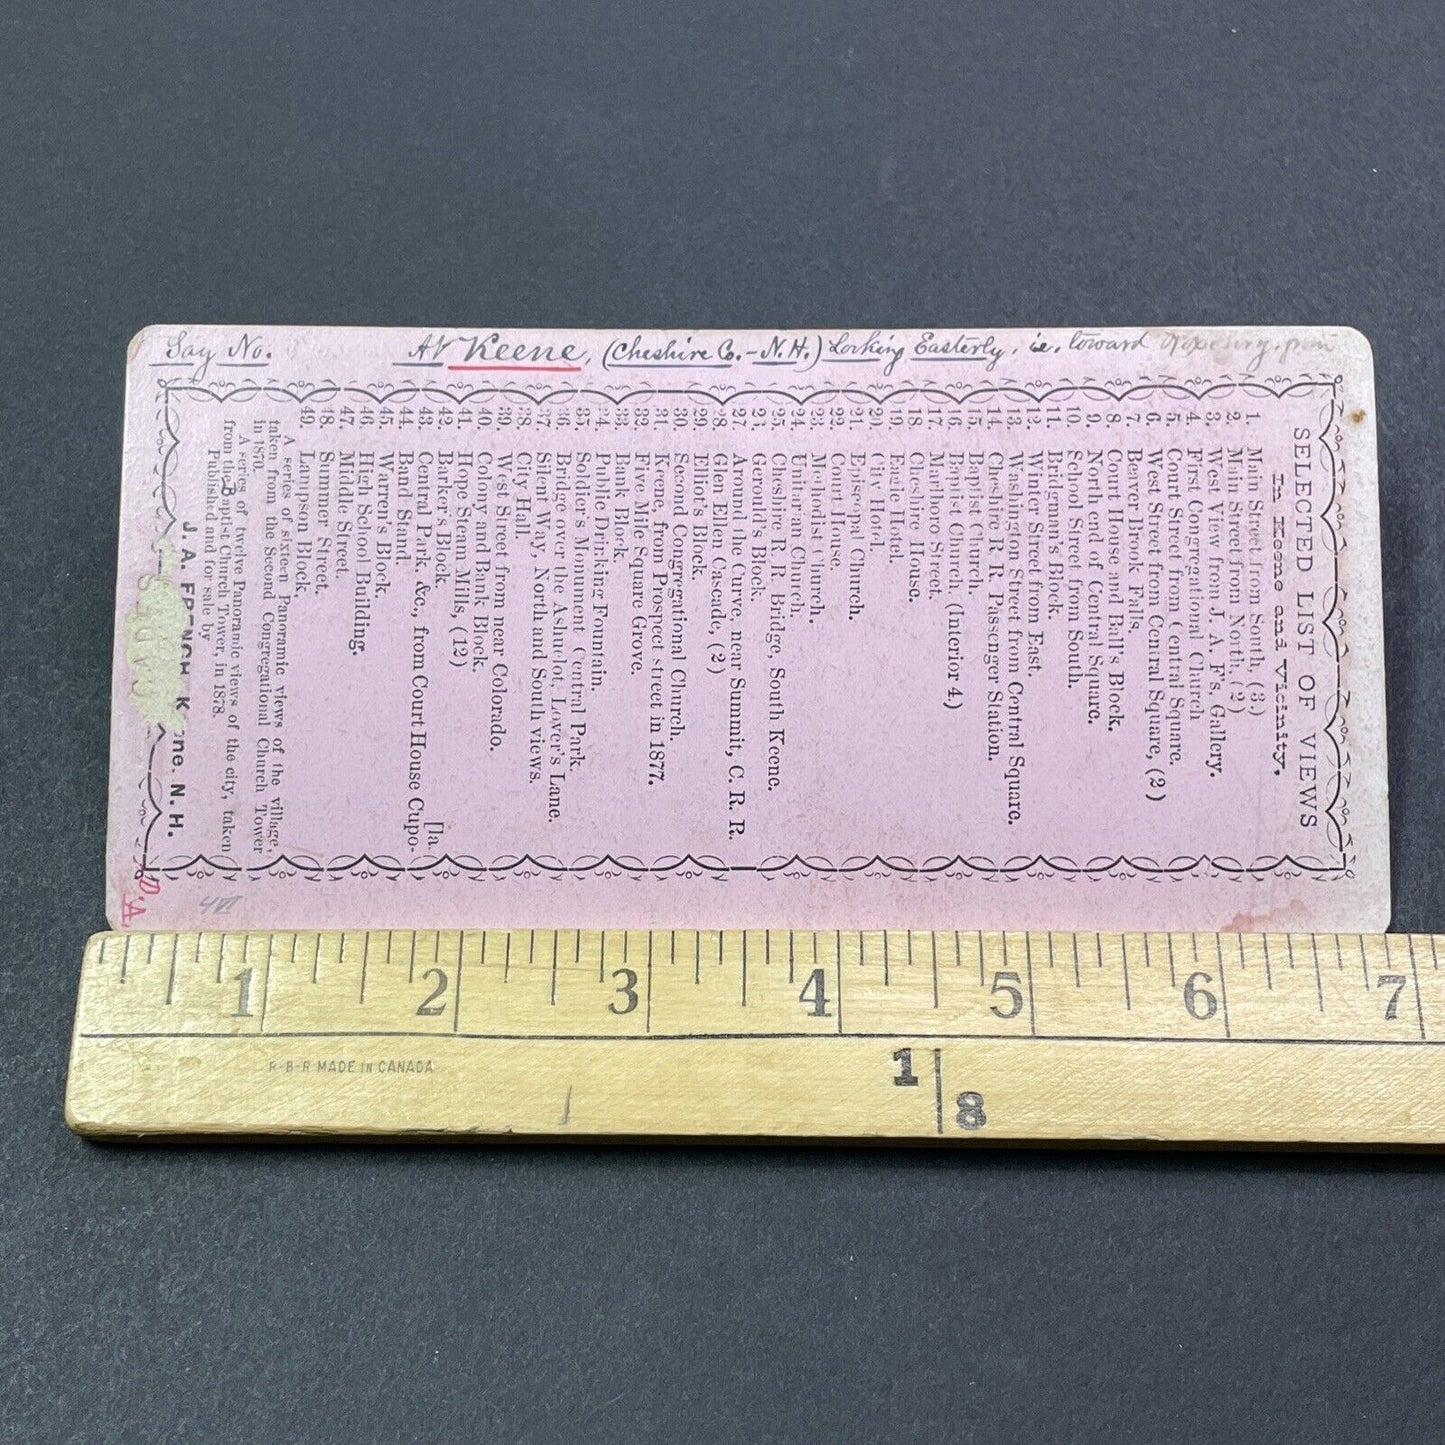 Say No. At Keene, (Cheshire Co. - N.H.) Looking Easterly, ie, toward
SELECTED LIST OF VIEWS
In Keene and Vicinity.
1. Main Street from South, (3.)
2. Main Street from North, (2)
3. West View from J. A. F's, Gallery.
4. First Congregational Church
5. Court Street from Central Square.
6. West Street from Central Square, (2)
7. Beaver Brook Falls.
8. Court House and Ball's Block.
9. North end of Central Square.
10. School Street from South.
11. Bridgman's Block.
12. Winter Street from East.
13. Washington Street from Central Square.
14. Cheshire R. R. Passenger Station.
15. Baptist Church.
16. Baptist Church, (Interior 4.)
17. Marlboro Street.
18. Cheshire House.
19. Eagle Hotel.
20. City Hotel.
21. Episcopal Church.
22. Court House.
23. Methodist Church.
24. Unitarian Church.
25. Cheshire R. R. Bridge, South Keene.
26. Gerould's Block.
27. Around the Curve, near Summit, C. R. R.
28. Glen Ellen Cascade, (2)
29. Eliot's Block.
30. Second Congregational Church.
31. Keene, from Prospect street in 1877.
32. Five Mile Square Grove.
33. Bank Block.
34. Public Drinking Fountain.
35. Soldier's Monument, Central Park.
36. Bridge over the Ashuelot, Lover's Lane.
37. Silent Way, North and South views.
38. City Hall.
39. West Street from near Colorado.
40. Colony and Bank Block.
41. Hope Steam Mills, (12)
42. Barker's Block.
43. Central Park, &c., from Court House Cupo-
[la.
44. Band Stand.
45. Warren's Block.
46. High School Building.
47. Middle Street.
48. Summer Street.
49. Lampson Block.
A series of sixteen Panoramic views of the village,
taken from the Second Congregational Church Tower
in 1870.
A series of twelve Panoramic views of the city, taken
from the Baptist Church Tower, in 1878.
Published and for sale by
J. A. FRENCH, K ne. N. H.
D.A
1 2 3 4 5 6 7
R-B-R MADE IN CANADA
1
8